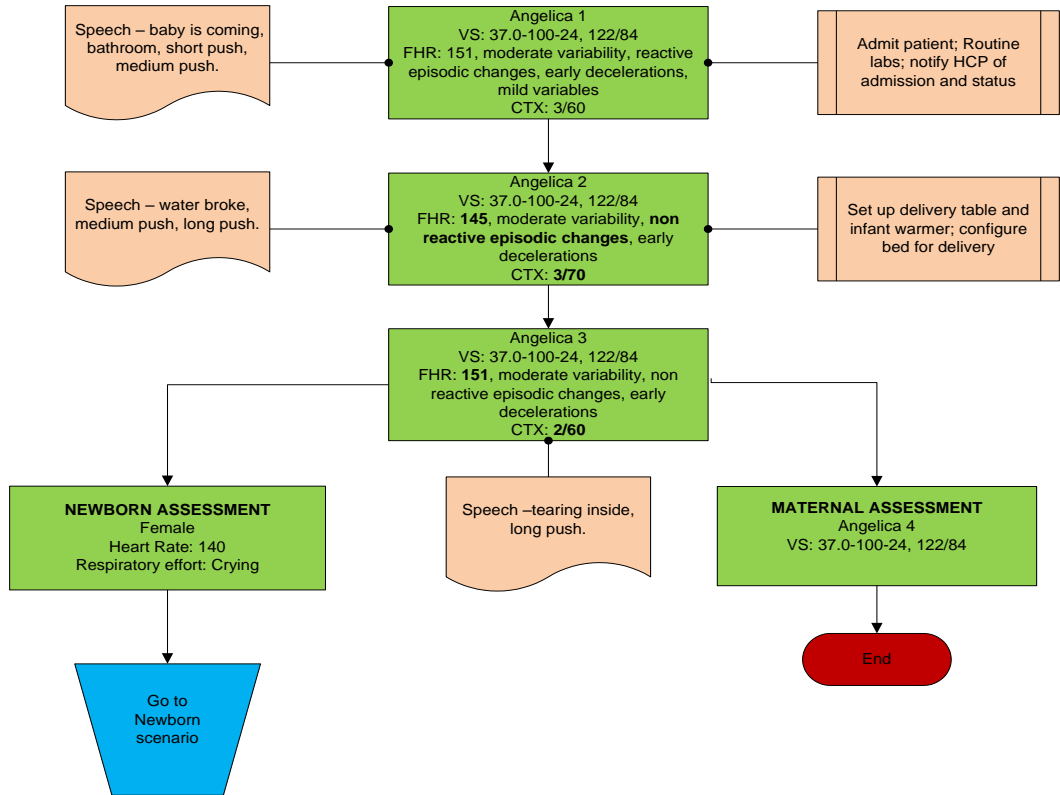 Speech – baby is coming,
bathroom, short push,
medium push.
Angelica 1
VS: 37.0-100-24, 122/84
FHR: 151, moderate variability, reactive
episodic changes, early decelerations,
mild variables
CTX: 3/60
Admit patient; Routine
labs; notify HCP of
admission and status
Speech – water broke,
medium push, long push.
Angelica 2
VS: 37.0-100-24, 122/84
FHR: 145, moderate variability, non
reactive episodic changes, early
decelerations
CTX: 3/70
Set up delivery table and
infant warmer; configure
bed for delivery
Angelica 3
VS: 37.0-100-24, 122/84
FHR: 151, moderate variability, non
reactive episodic changes, early
decelerations
CTX: 2/60
NEWBORN ASSESSMENT
Female
Heart Rate: 140
Respiratory effort: Crying
Speech –tearing inside,
long push.
MATERNAL ASSESSMENT
Angelica 4
VS: 37.0-100-24, 122/84
Go to
Newborn
scenario
End